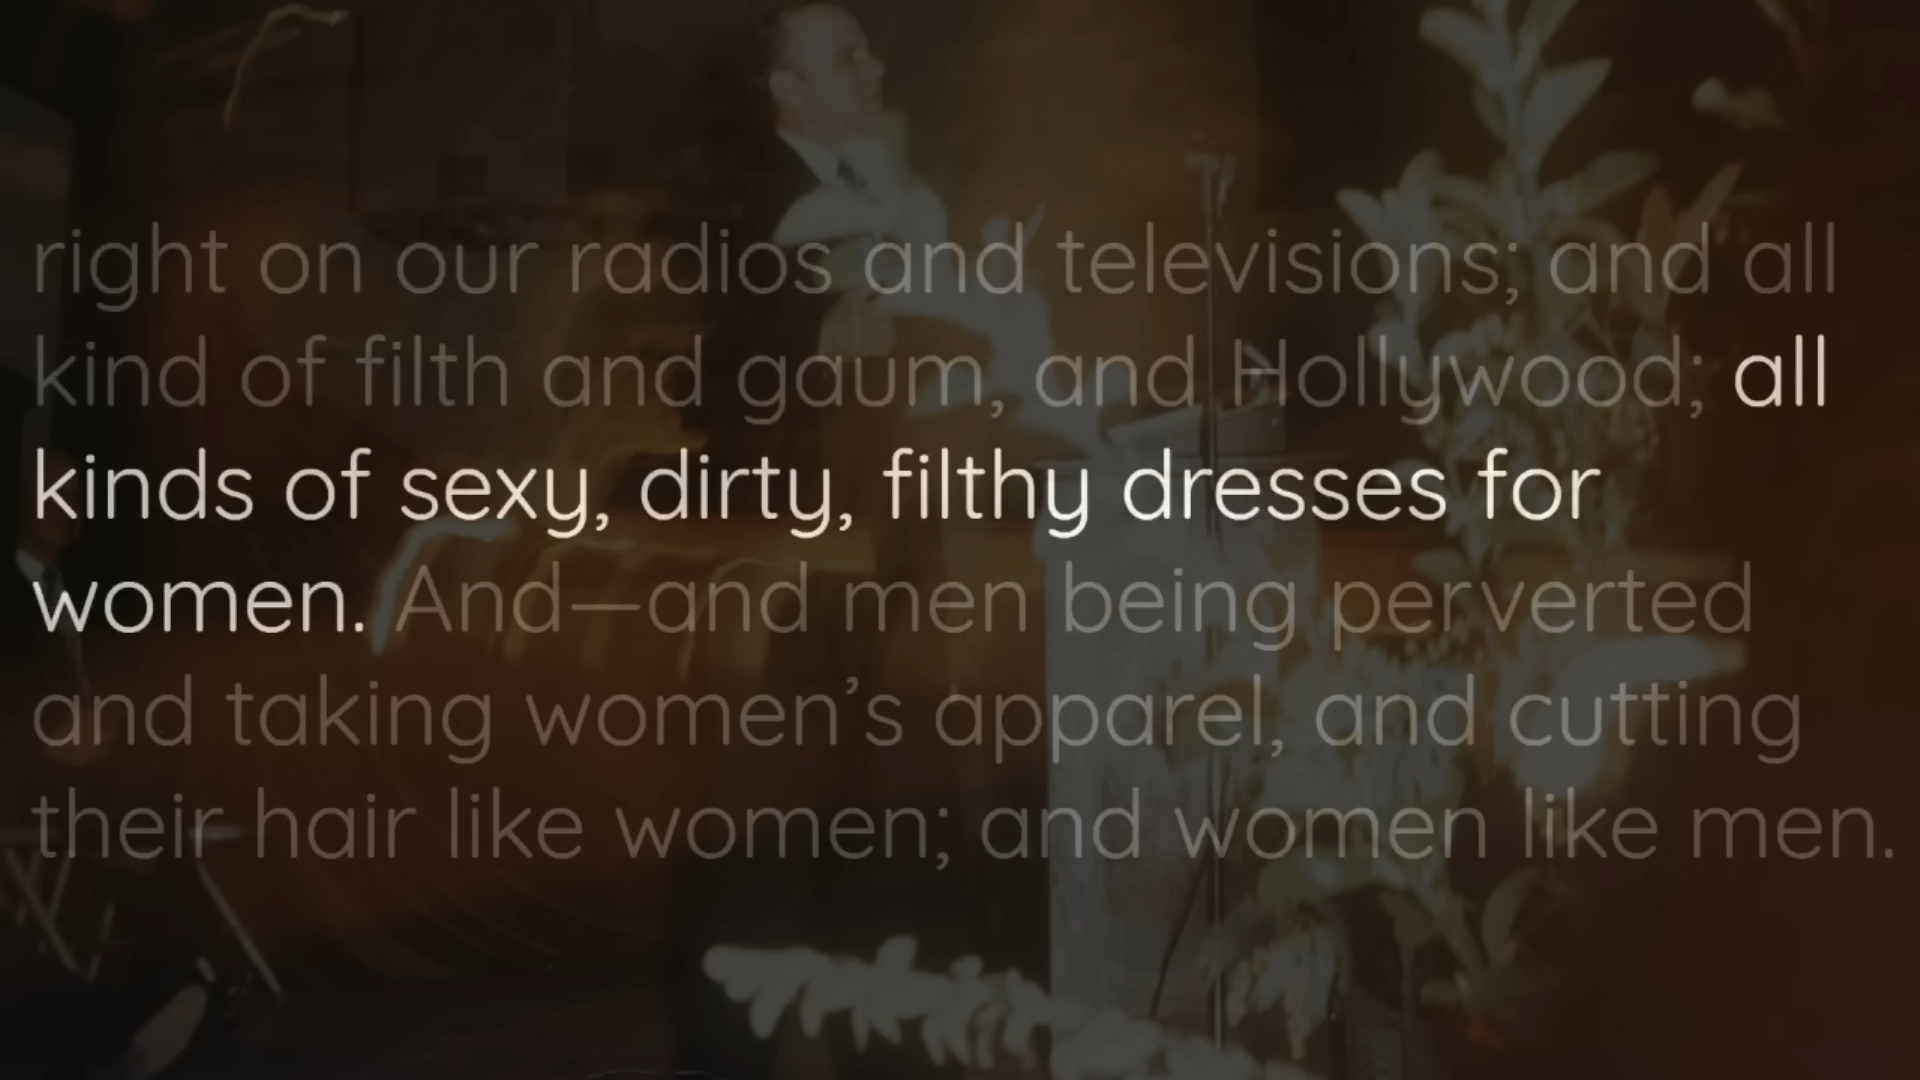 right on our radios and televisions; and all
kind of filth and gaum, and Hollywood; all
kinds of sexy, dirty, filthy dresses for
women. And—and men being perverted
and taking women’s apparel, and cutting
their hair like women; and women like men.